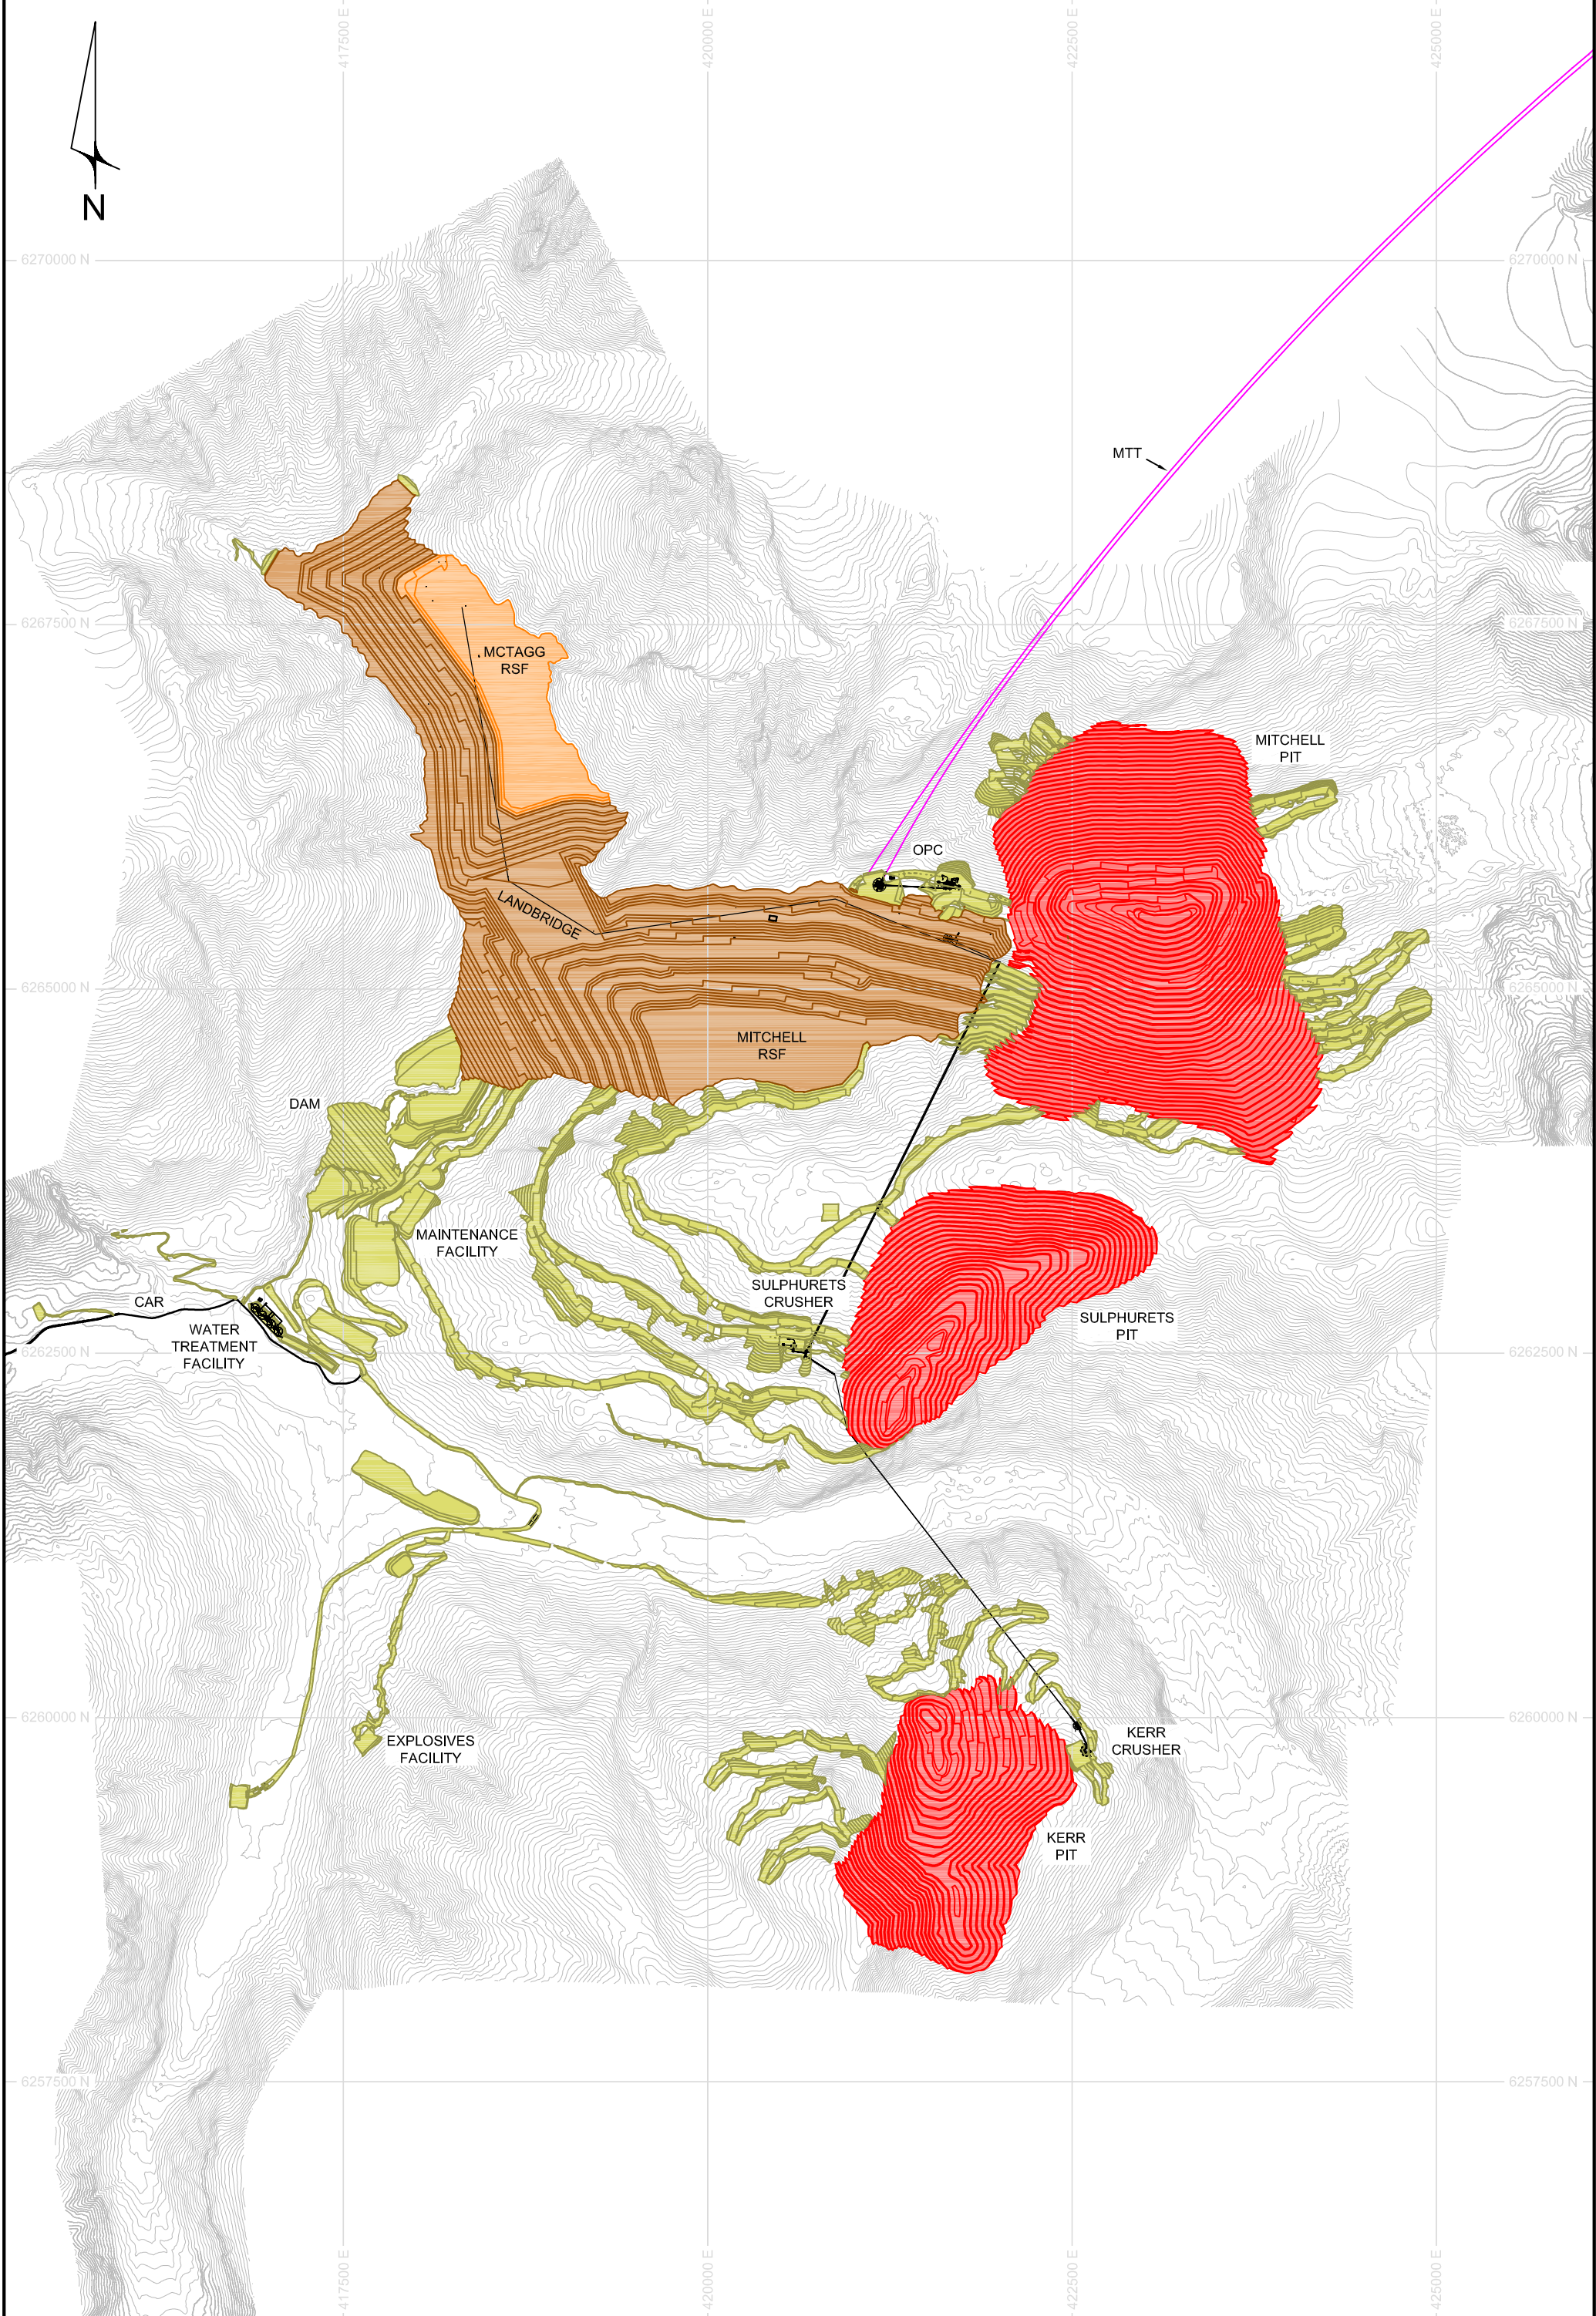 417500 E
420000 E
422500 E
425000 E
N
6270000 N
6270000 N
MTT
6267500 N
6267500 N
MCTAGG
RSF
MITCHELL
PIT
OPC
LANDBRIDGE
6265000 N
6265000 N
MITCHELL
RSF
DAM
MAINTENANCE
FACILITY
SULPHURETS
CRUSHER
CAR
SULPHURETS
PIT
WATER
TREATMENT
FACILITY
6262500 N
6262500 N
6260000 N
6260000 N
EXPLOSIVES
FACILITY
KERR
CRUSHER
KERR
PIT
6257500 N
6257500 N
417500 E
420000 E
422500 E
425000 E